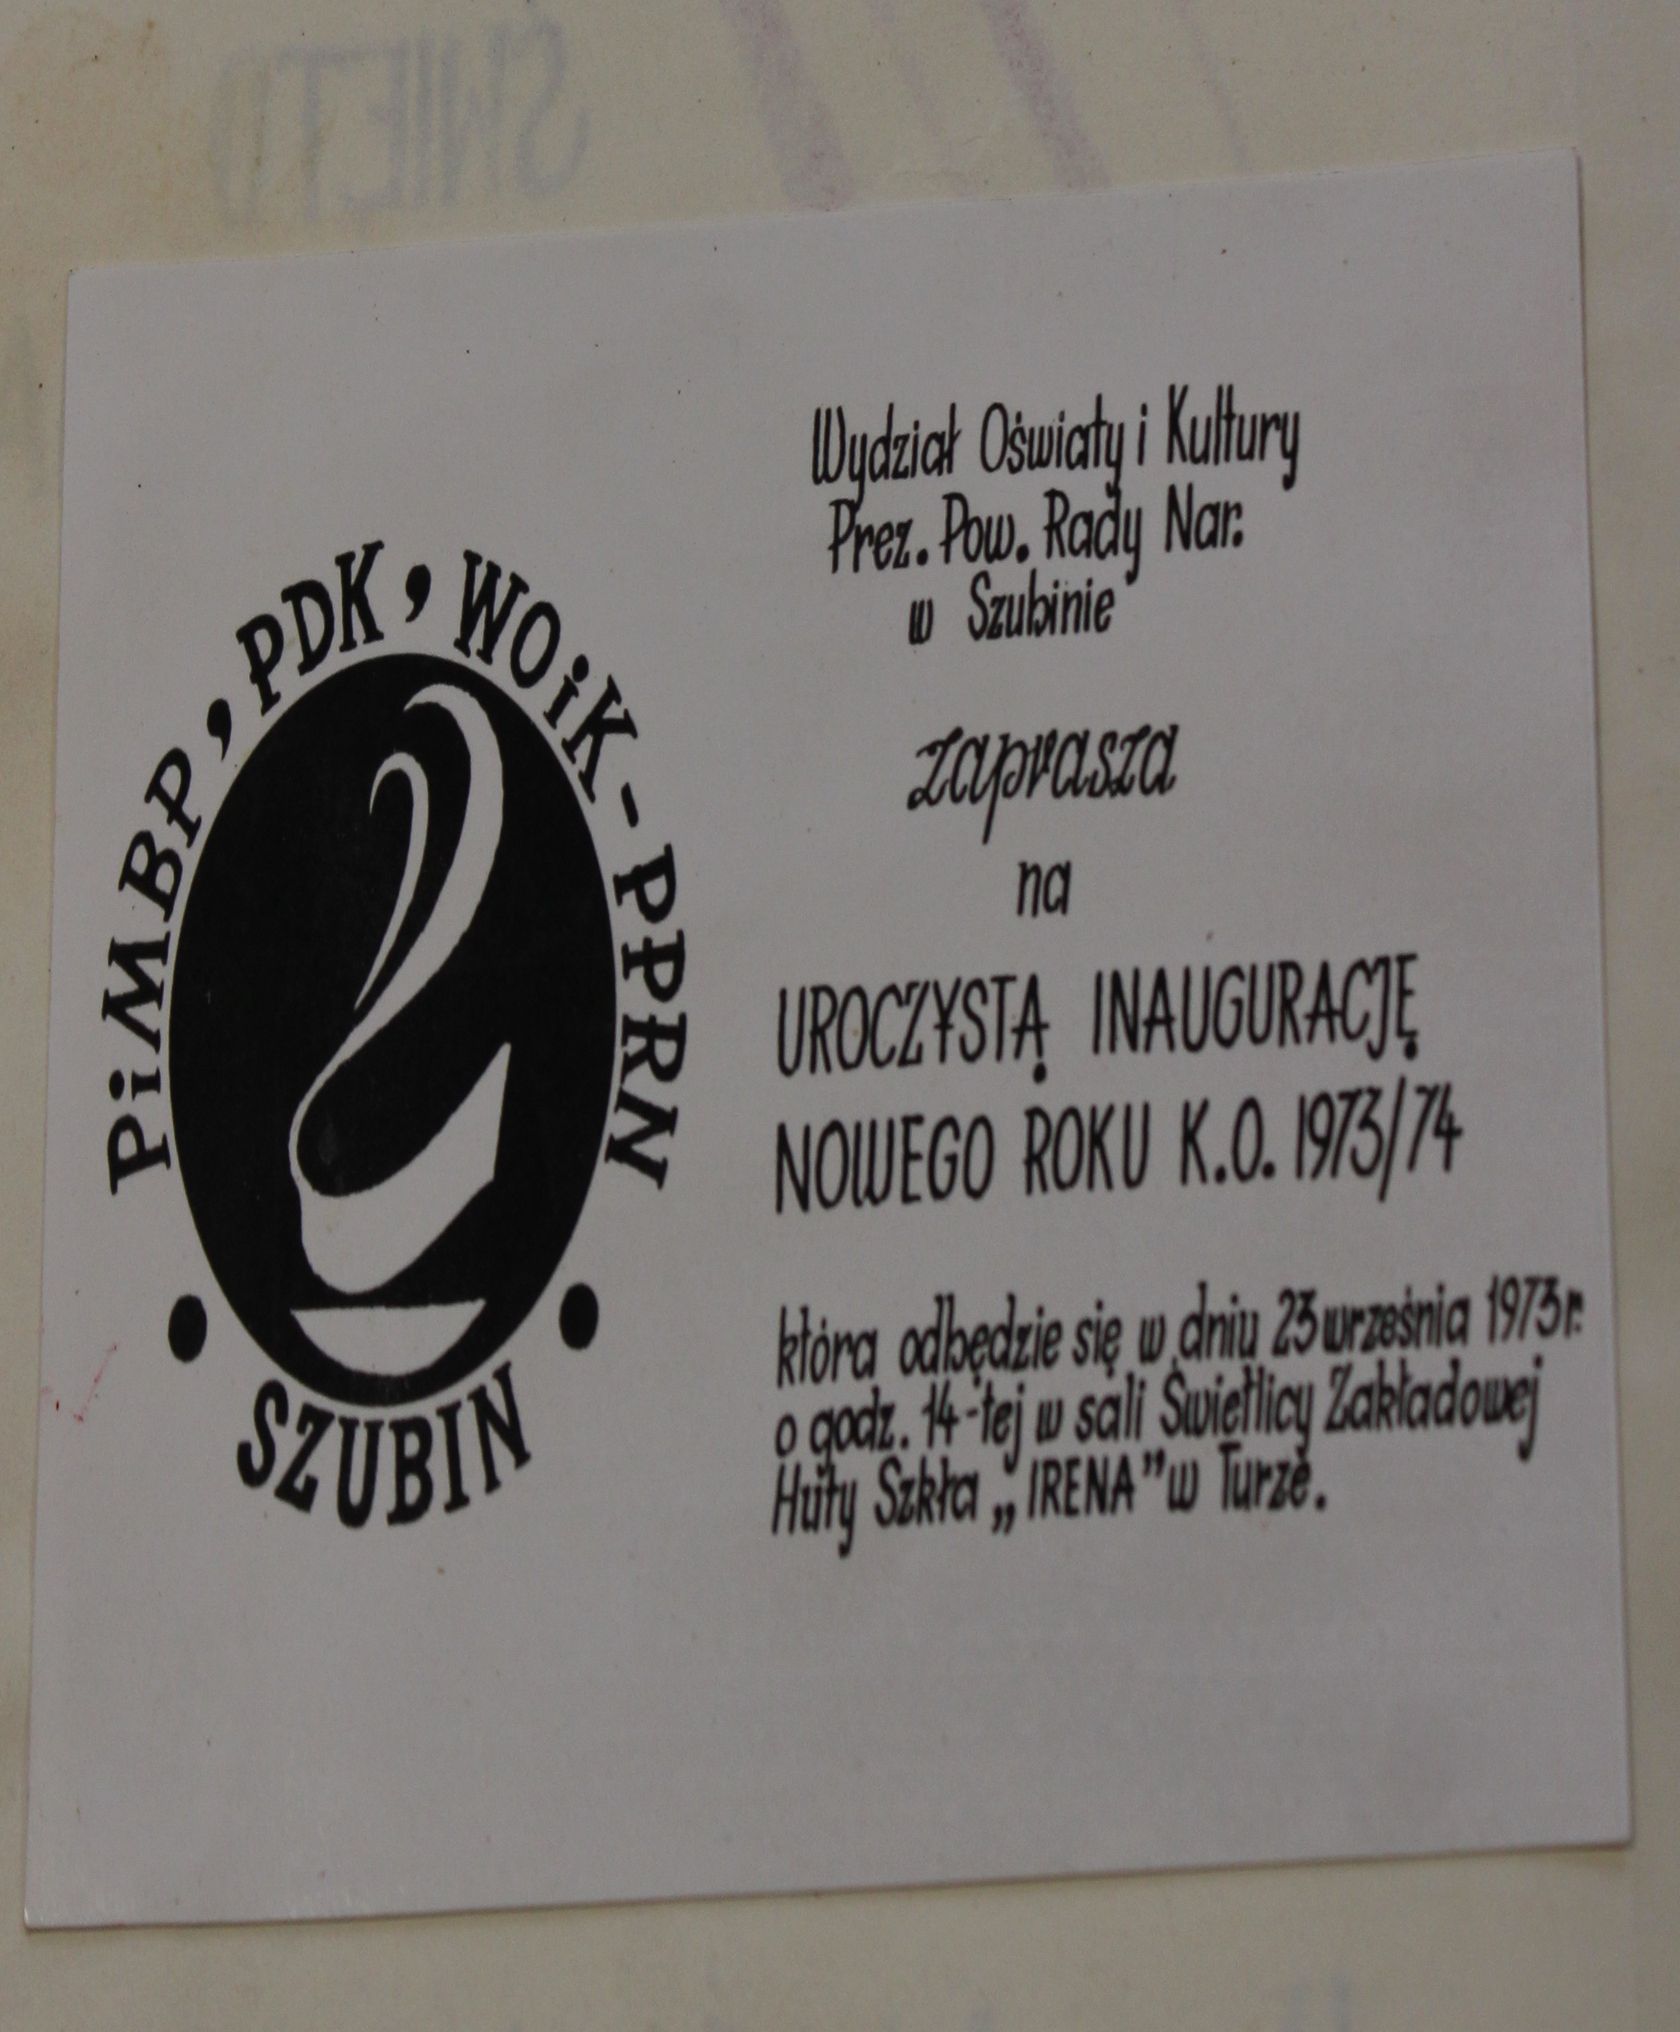 ŚWIĘTO
PiMBP, PDK, WOiK-PPRN
SZUBIN
Wydział Oświaty i Kultury
Prez. Pow. Rady Nar.
w Szubinie
zaprasza
na
UROCZYSTĄ INAUGURACJĘ
NOWEGO ROKU K.O. 1973/74
która odbędzie się w dniu 23 września 1973 r.
o godz. 14-tej w sali Świetlicy Zakładowej
Huty Szkła „IRENA” w Turze.